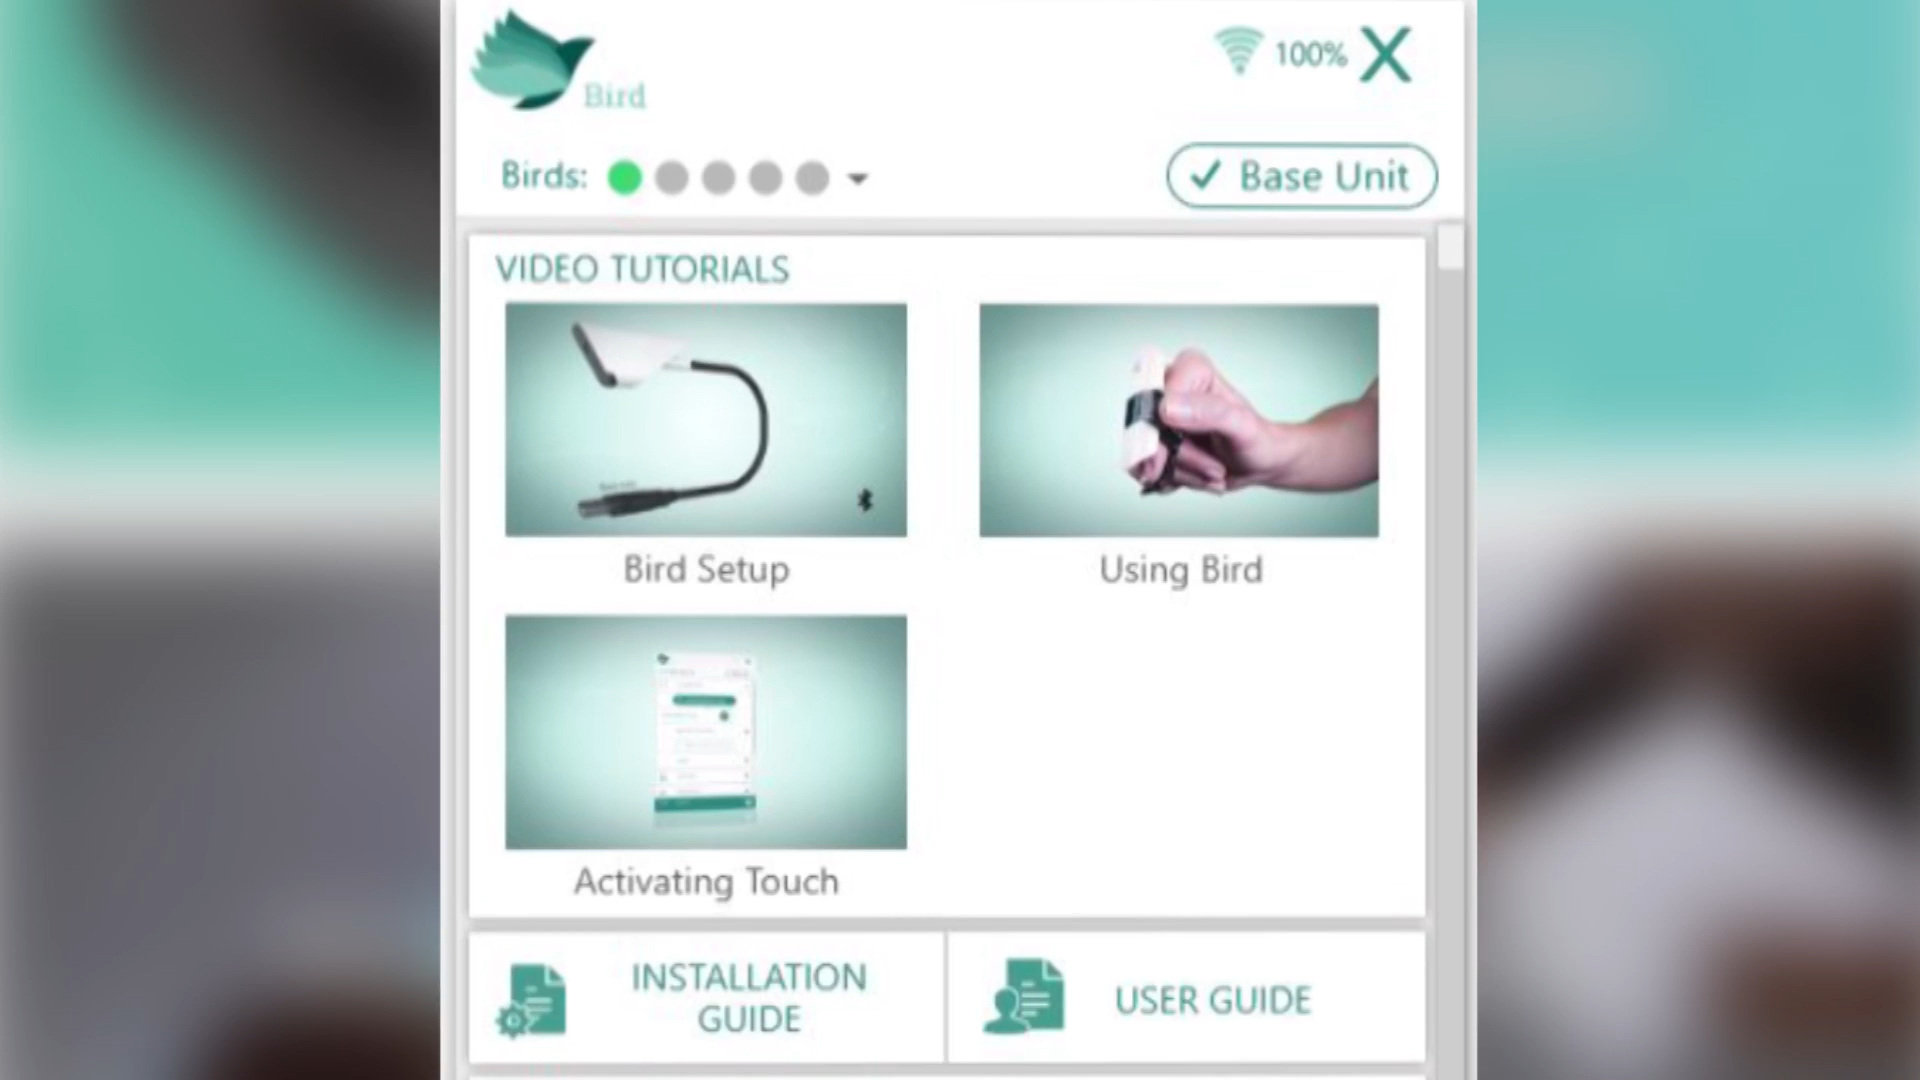 Bird
100%
Birds:
Base Unit
VIDEO TUTORIALS
Bird Setup
Using Bird
Activating Touch
INSTALLATION
GUIDE
USER GUIDE